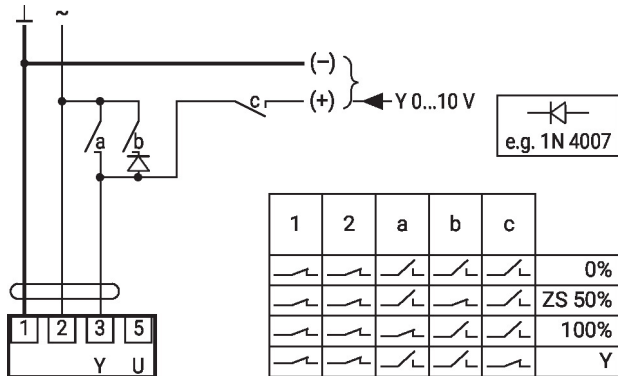 ⊥ ~
(–)
c (+) Y 0...10 V
a b
e.g. 1N 4007
1 2 a b c
0%
ZS 50%
100%
Y
1 2 3 5
Y U